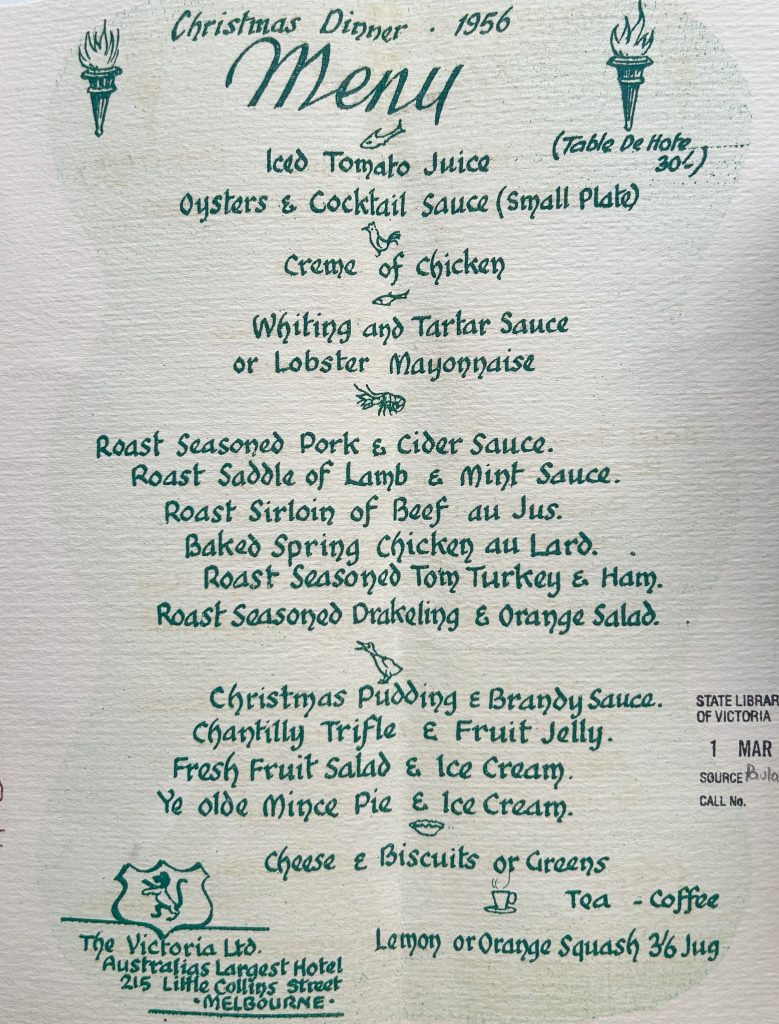 Christmas Dinner . 1956
Menu
(Table De Hote
30/-)
Iced Tomato Juice
Oysters & Cocktail Sauce (Small Plate)
Creme of Chicken
Whiting and Tartar Sauce
or Lobster Mayonnaise
Roast Seasoned Pork & Cider Sauce.
Roast Saddle of Lamb & Mint Sauce.
Roast Sirloin of Beef au Jus.
Baked Spring Chicken au Lard.
Roast Seasoned Tom Turkey & Ham.
Roast Seasoned Drakeling & Orange Salad.
Christmas Pudding & Brandy Sauce.
Chantilly Trifle & Fruit Jelly.
Fresh Fruit Salad & Ice Cream.
Ye olde Mince Pie & Ice Cream.
Cheese & Biscuits or Greens
Tea - Coffee
Lemon or Orange Squash 3/6 Jug
The Victoria Ltd.
Australias Largest Hotel
215 Little Collins Street
· MELBOURNE ·
STATE LIBRAR
OF VICTORIA
1 MAR
SOURCE
CALL No.